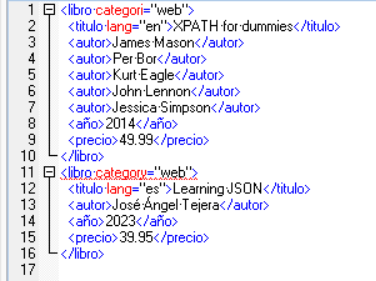 1 <libro categori="web">
2 <titulo lang="en">XPATH for dummies</titulo>
3 <autor>James Mason</autor>
4 <autor>Per Bor</autor>
5 <autor>Kurt Eagle</autor>
6 <autor>John Lennon</autor>
7 <autor>Jessica Simpson</autor>
8 <año>2014</año>
9 <precio>49.99</precio>
10 </libro>
11 <libro category="web">
12 <titulo lang="es">Learning JSON</titulo>
13 <autor>José Ángel Tejera</autor>
14 <año>2023</año>
15 <precio>39.95</precio>
16 </libro>
17